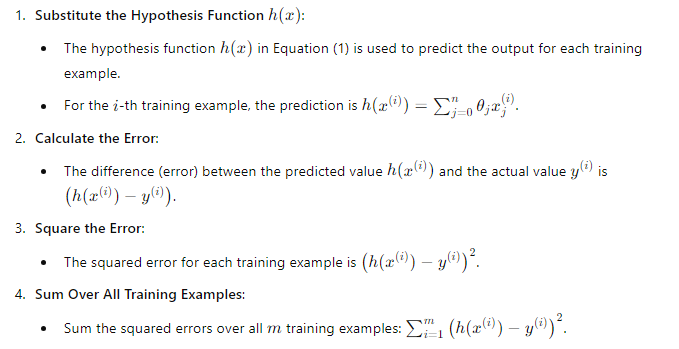 1. Substitute the Hypothesis Function h(x):
• The hypothesis function h(x) in Equation (1) is used to predict the output for each training
example.
• For the i-th training example, the prediction is h(x^{(i)}) = \sum_{j=0}^{n} θ_j x_j^{(i)}.
2. Calculate the Error:
• The difference (error) between the predicted value h(x^{(i)}) and the actual value y^{(i)} is
(h(x^{(i)}) − y^{(i)}).
3. Square the Error:
• The squared error for each training example is (h(x^{(i)}) − y^{(i)})^2.
4. Sum Over All Training Examples:
• Sum the squared errors over all m training examples: \sum_{i=1}^{m} (h(x^{(i)}) − y^{(i)})^2.